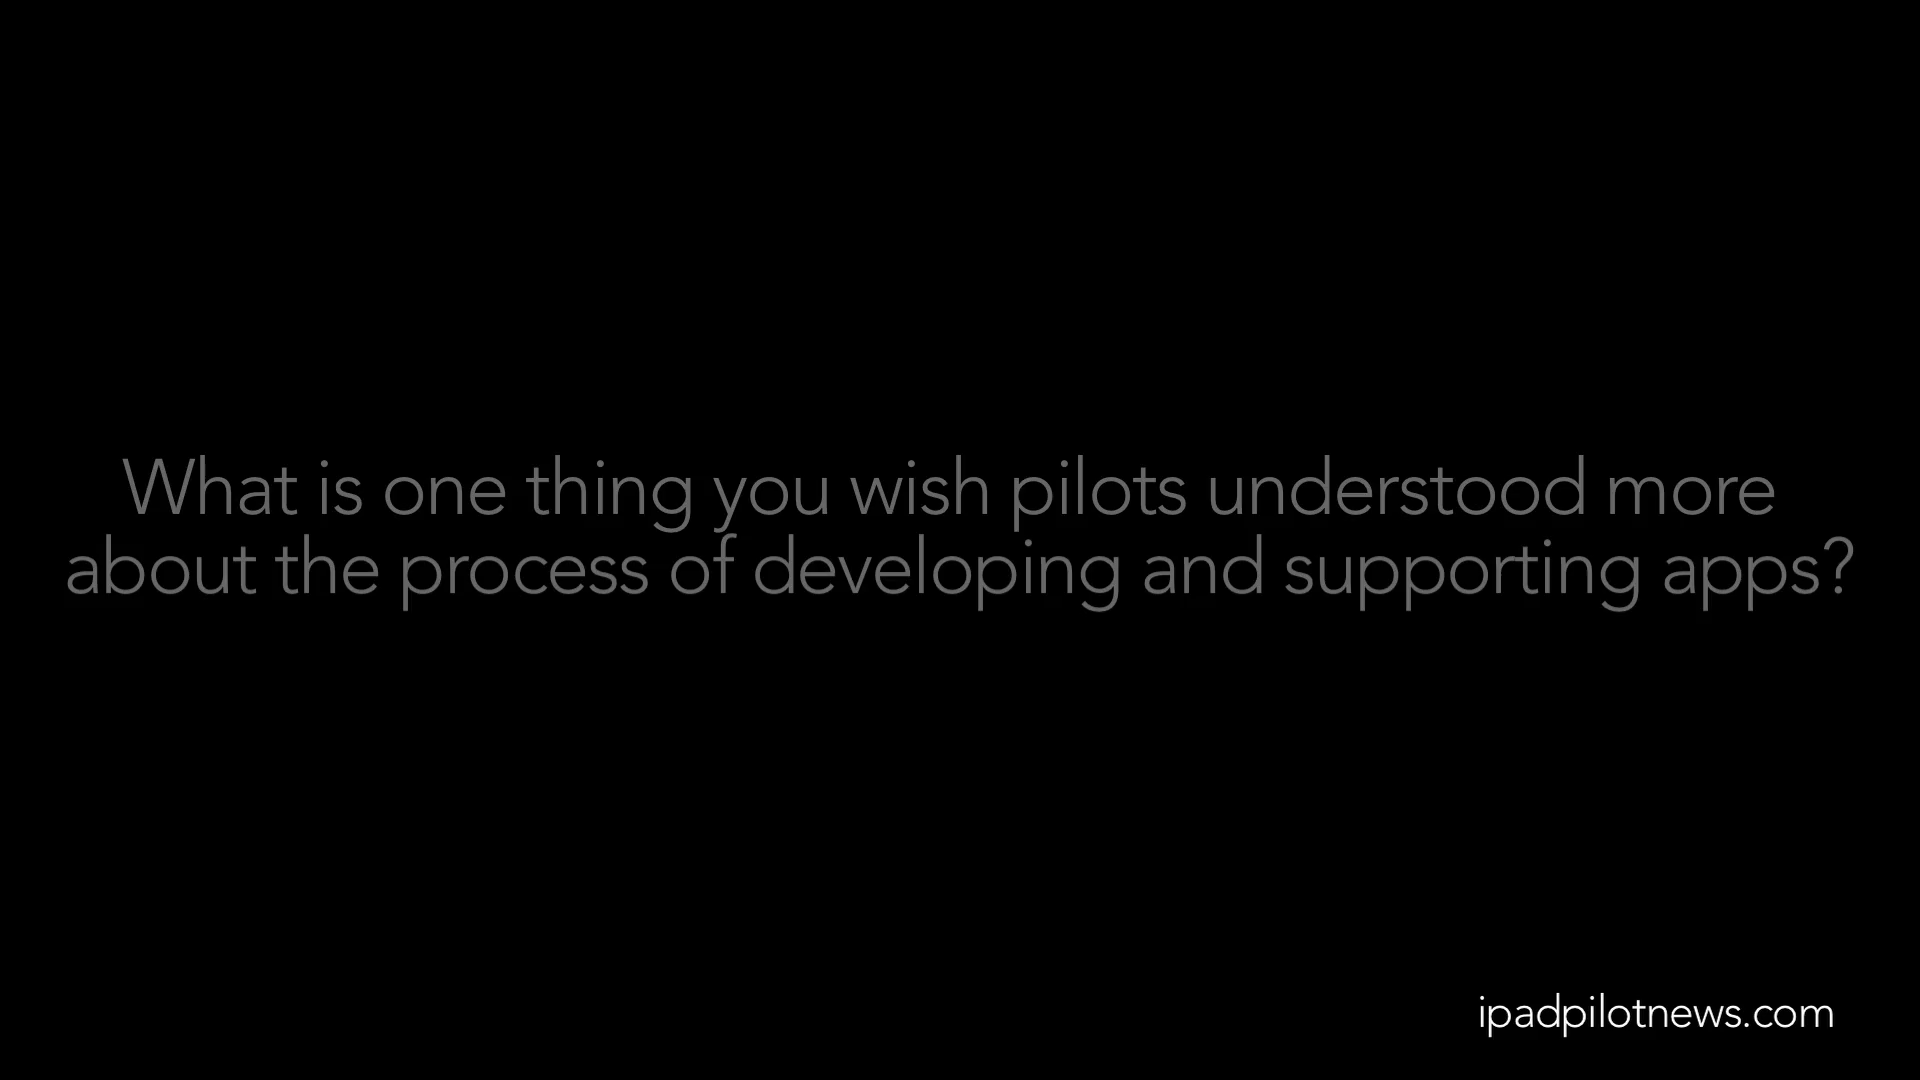 What is one thing you wish pilots understood more
about the process of developing and supporting apps?
ipadpilotnews.com